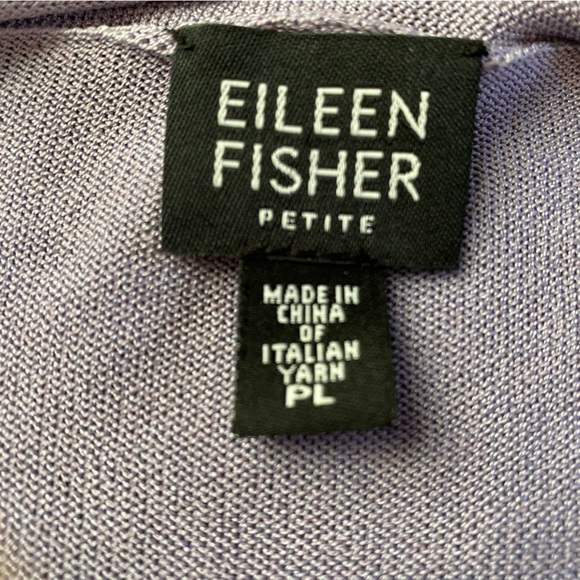 EILEEN
FISHER
PETITE
MADE IN
CHINA
OF
ITALIAN
YARN
PL